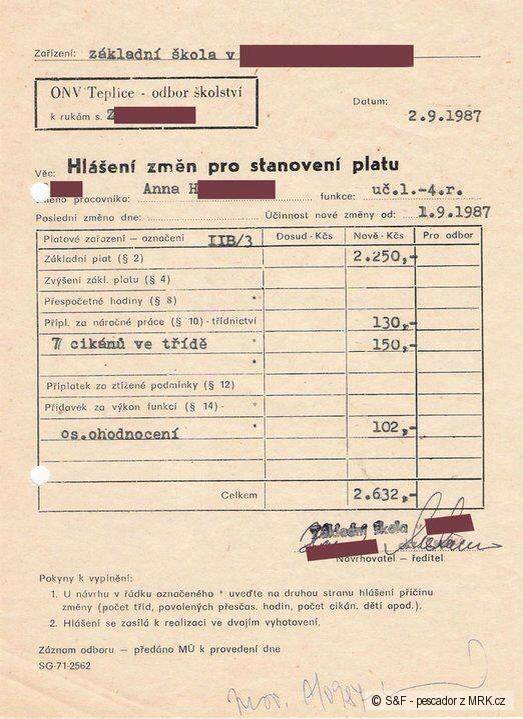 Zařízení: základní škola v
ONV Teplice - odbor školství
k rukám s. Z
Datum:
2.9.1987
Věc: Hlášení změn pro stanovení platu
Jméno pracovníka: Anna H funkce: uč.1.-4.r.
Poslední změna dne: Účinnost nové změny od: 1.9.1987
Platové zařazení — označení IIB/3 Dosud - Kčs Nově - Kčs Pro odbor
Základní plat (§ 2) 2.250,-
Zvýšení zákl. platu (§ 4)
Přespočetné hodiny (§ 8) *
Přípl. za náročné práce (§ 10) - třídnictví 130,-
7 cikánů ve třídě * 150,-
*
Příplatek za ztížené podmínky (§ 12)
Přídavek za výkon funkcí (§ 14) - *
os.ohodnocení 102,-
Celkem 2.632,-
Základní škola
Navrhovatel — ředitel
Pokyny k vyplnění:
1. U návrhu v řádku označeného * uveďte na druhou stranu hlášení příčinu
změny (počet tříd, povolených přesčas. hodin, počet cikán. dětí apod.).
2. Hlášení se zasílá k realizaci ve dvojím vyhotovení.
Záznam odboru — předáno MÚ k provedení dne
SG-71-2562
© S&F - pescador z MRK.cz